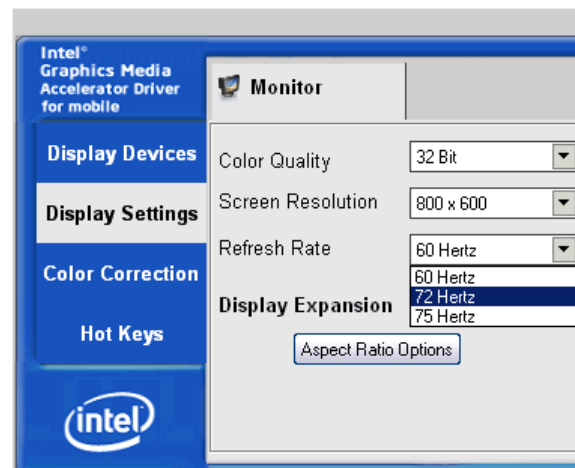 Intel®
Graphics Media
Accelerator Driver
for mobile
Monitor
Display Devices
Display Settings
Color Correction
Hot Keys
Color Quality
32 Bit
Screen Resolution
800 x 600
Refresh Rate
60 Hertz
60 Hertz
72 Hertz
75 Hertz
Display Expansion
Aspect Ratio Options
intel